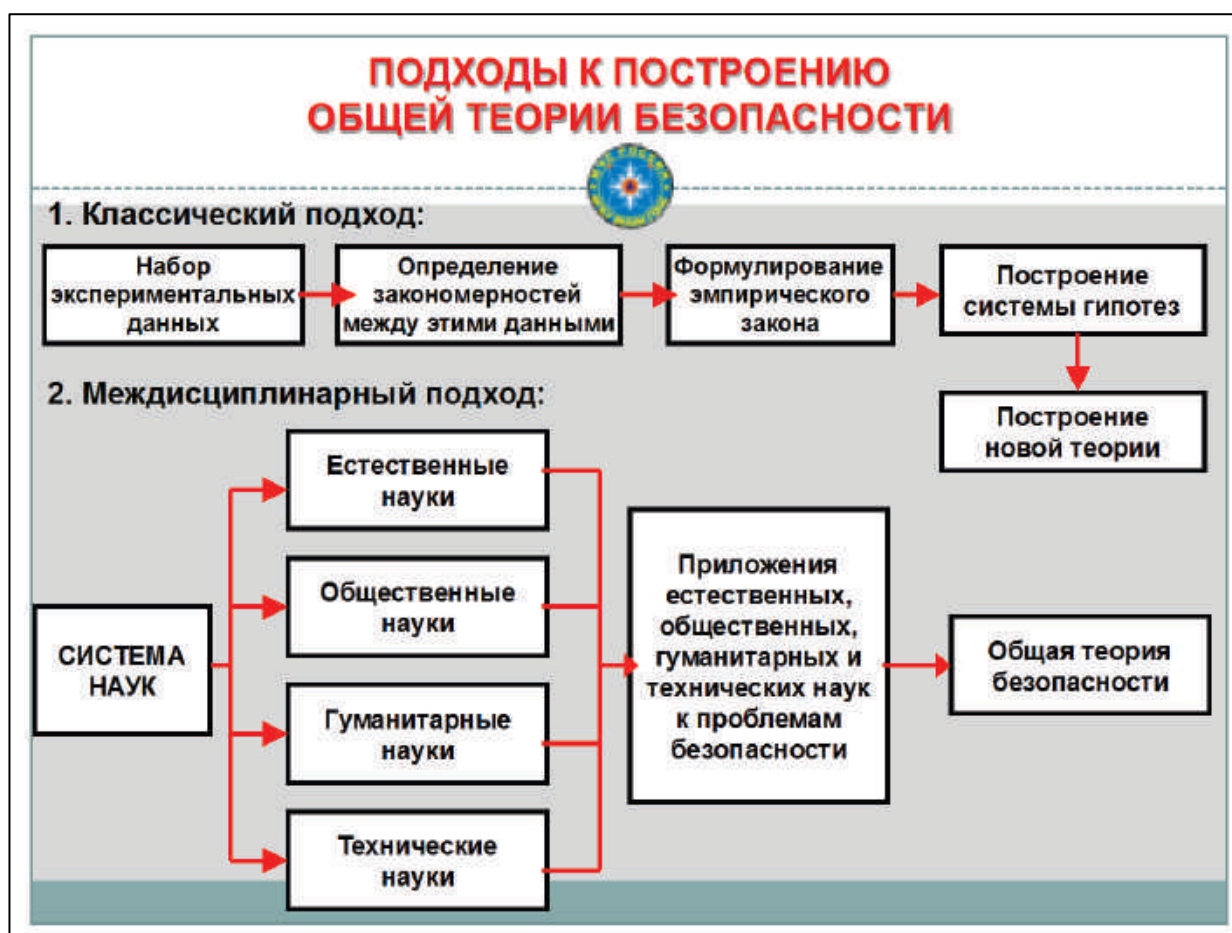 ПОДХОДЫ К ПОСТРОЕНИЮ
ОБЩЕЙ ТЕОРИИ БЕЗОПАСНОСТИ
1. Классический подход:
Набор
экспериментальных
данных
Определение
закономерностей
между этими данными
Формулирование
эмпирического
закона
Построение
системы гипотез
Построение
новой теории
2. Междисциплинарный подход:
СИСТЕМА
НАУК
Естественные
науки
Общественные
науки
Гуманитарные
науки
Технические
науки
Приложения
естественных,
общественных,
гуманитарных и
технических наук
к проблемам
безопасности
Общая теория
безопасности